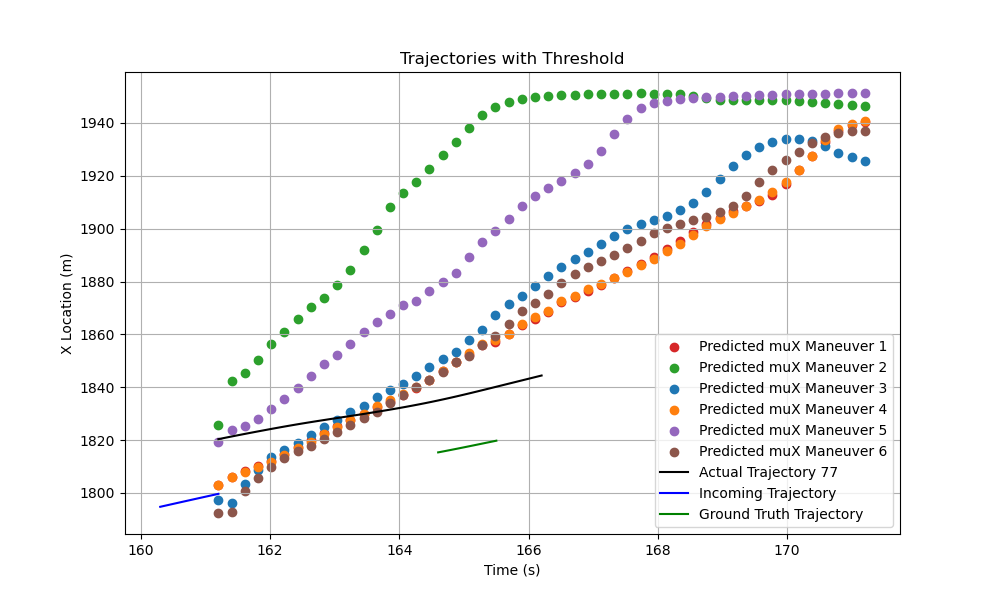 Trajectories with Threshold
X Location (m)
1940
1920
1900
1880
1860
1840
1820
1800
160
162
164
166
168
170
Time (s)
Predicted muX Maneuver 1
Predicted muX Maneuver 2
Predicted muX Maneuver 3
Predicted muX Maneuver 4
Predicted muX Maneuver 5
Predicted muX Maneuver 6
Actual Trajectory 77
Incoming Trajectory
Ground Truth Trajectory